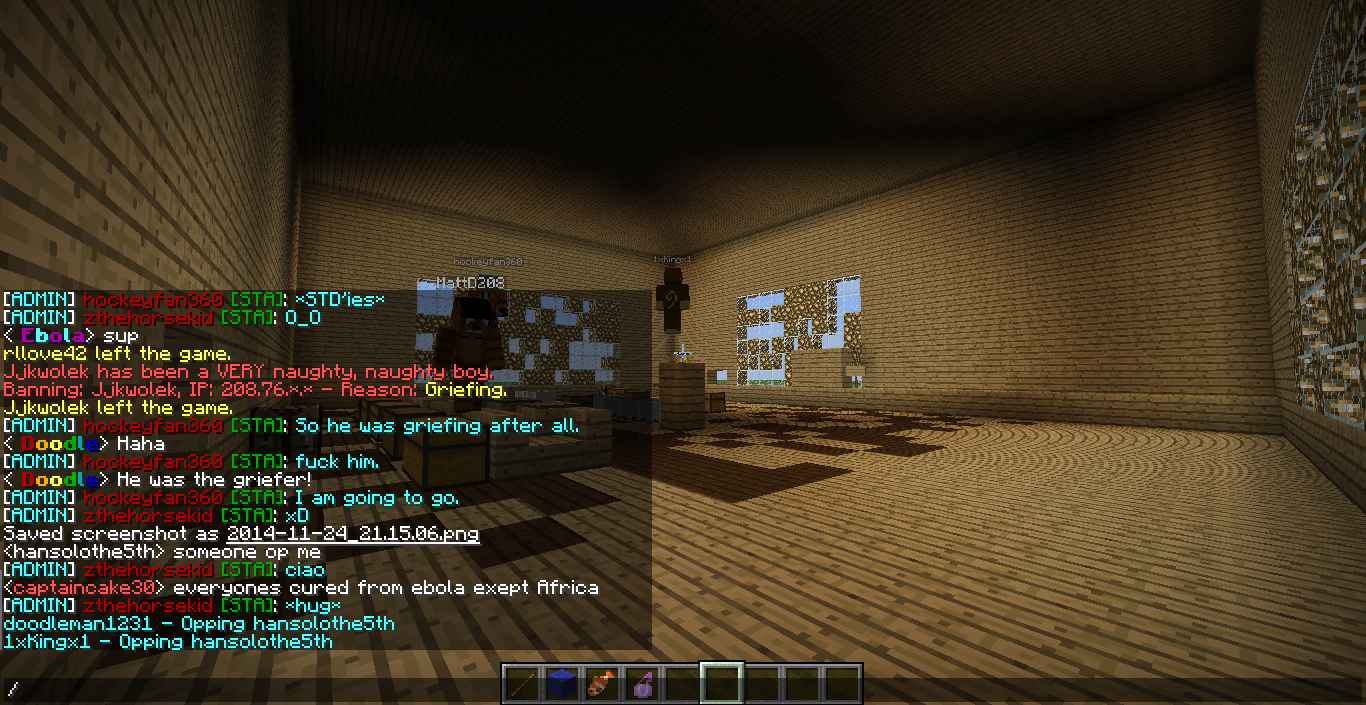 hockeyfan360
1xKingx1
MattD208
[ADMIN] hockeyfan360 [STA]: *STD'ies*
[ADMIN] zthehorsekid [STA]: O_O
< Ebola> sup
rllove42 left the game.
Jjkwolek has been a VERY naughty, naughty boy.
Banning: Jjkwolek, IP: 208.76.*.* - Reason: Griefing.
Jjkwolek left the game.
[ADMIN] hockeyfan360 [STA]: So he was griefing after all.
< Doodle> Haha
[ADMIN] hockeyfan360 [STA]: fuck him.
< Doodle> He was the griefer!
[ADMIN] hockeyfan360 [STA]: I am going to go.
[ADMIN] zthehorsekid [STA]: xD
Saved screenshot as 2014-11-24_21.15.06.png
<hansolothe5th> someone op me
[ADMIN] zthehorsekid [STA]: ciao
<captaincake30> everyones cured from ebola exept Africa
[ADMIN] zthehorsekid [STA]: *hug*
doodleman1231 - Opping hansolothe5th
1xKingx1 - Opping hansolothe5th
/